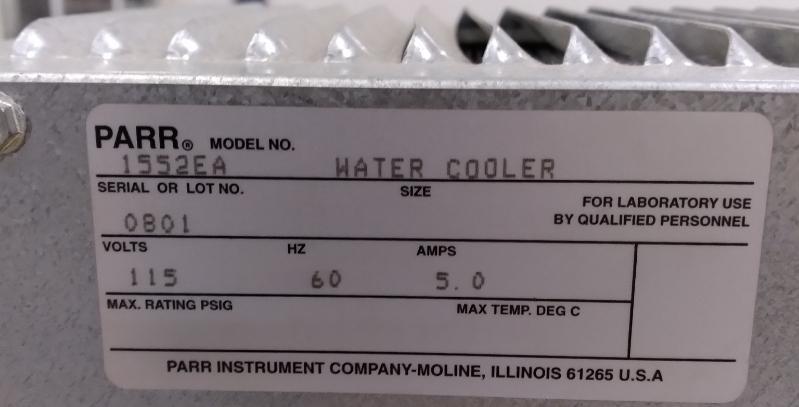 PARR® MODEL NO.
1552EA WATER COOLER
SERIAL OR LOT NO. SIZE
FOR LABORATORY USE
BY QUALIFIED PERSONNEL
0801
VOLTS HZ AMPS
115 60 5.0
MAX. RATING PSIG MAX TEMP. DEG C
PARR INSTRUMENT COMPANY-MOLINE, ILLINOIS 61265 U.S.A